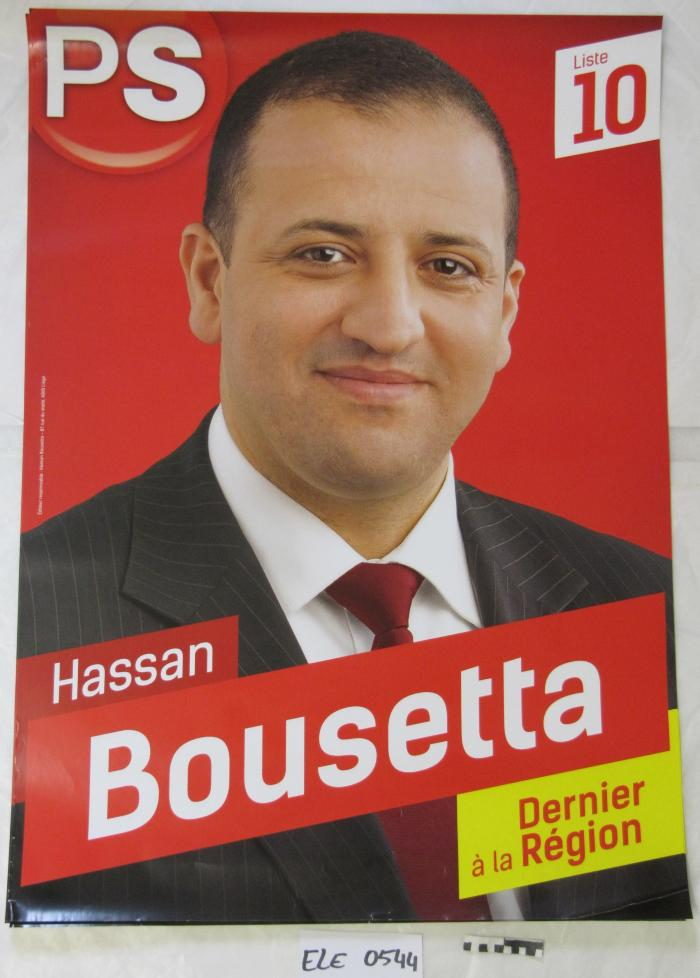 PS
Liste
10
Hassan
Bousetta
Dernier
à la Région
ELE 0544